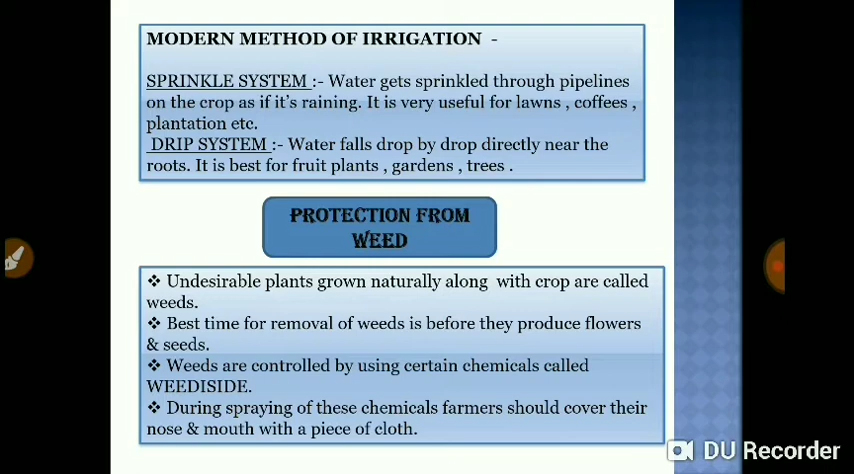 MODERN METHOD OF IRRIGATION -
SPRINKLE SYSTEM :- Water gets sprinkled through pipelines
on the crop as if it's raining. It is very useful for lawns , coffees ,
plantation etc.
DRIP SYSTEM :- Water falls drop by drop directly near the
roots. It is best for fruit plants , gardens , trees .
PROTECTION FROM
WEED
❖ Undesirable plants grown naturally along with crop are called
weeds.
❖ Best time for removal of weeds is before they produce flowers
& seeds.
❖ Weeds are controlled by using certain chemicals called
WEEDISIDE.
❖ During spraying of these chemicals farmers should cover their
nose & mouth with a piece of cloth.
DU Recorder